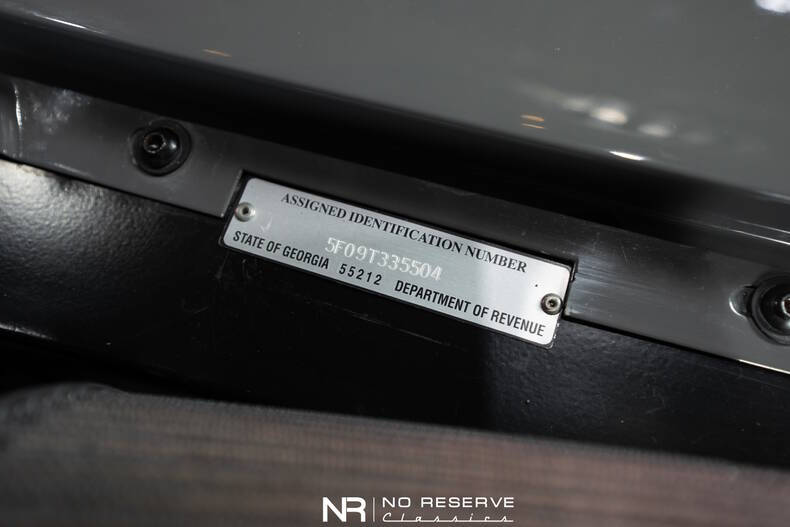 ASSIGNED IDENTIFICATION NUMBER
5F09T335504
STATE OF GEORGIA 55212 DEPARTMENT OF REVENUE
NR NO RESERVE
Classics